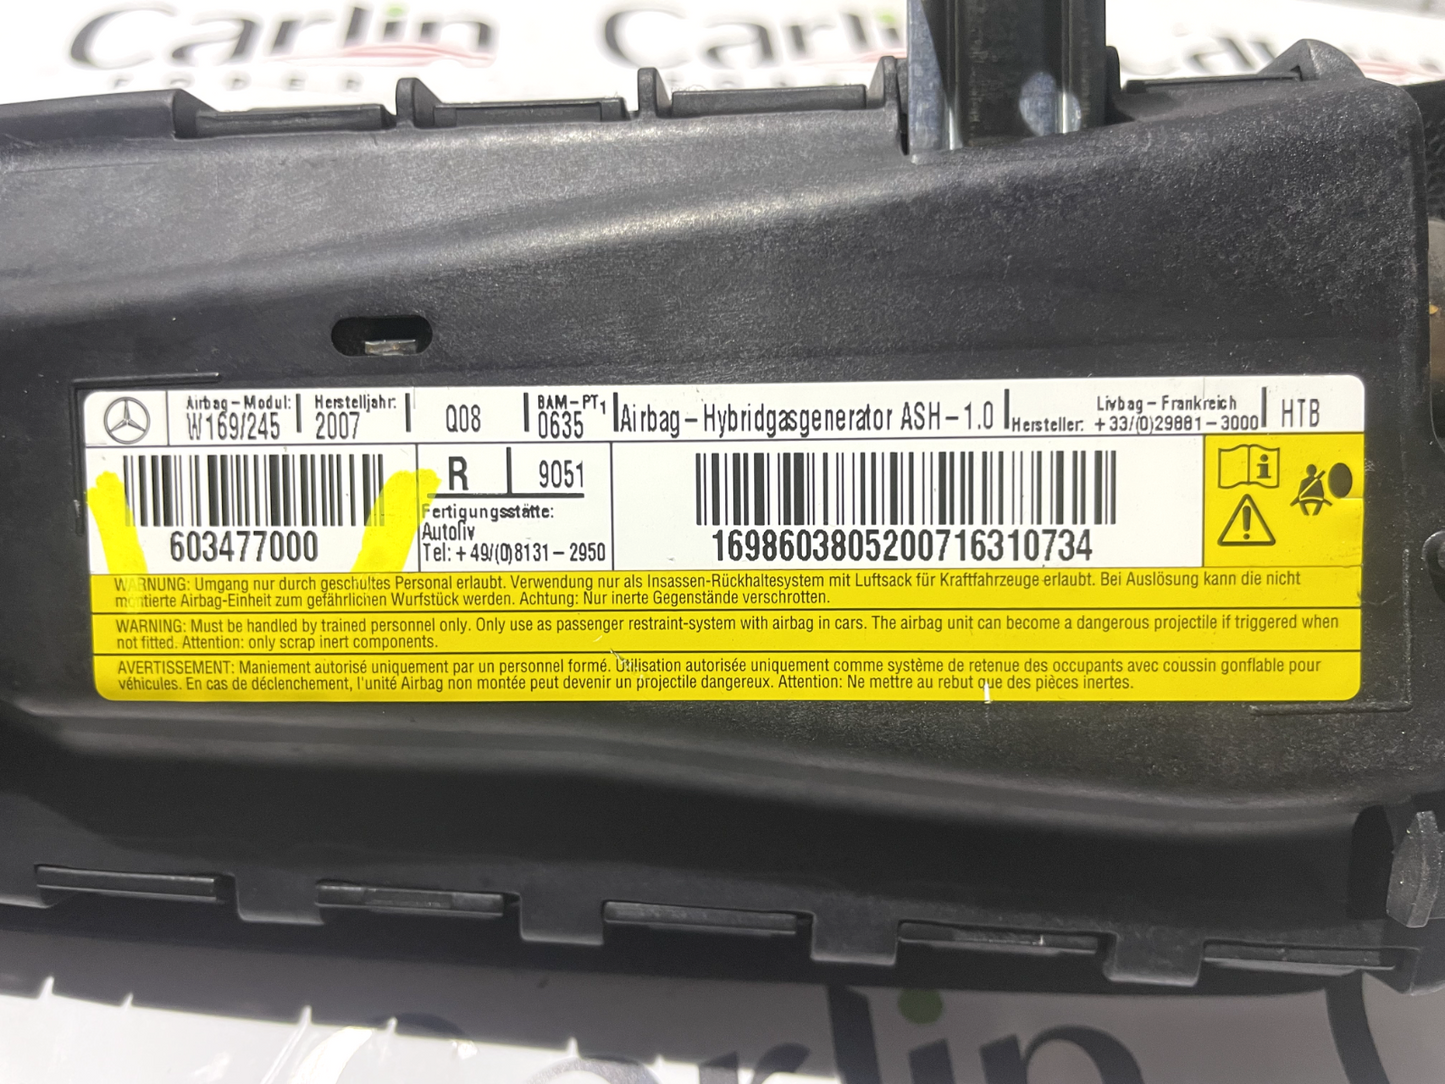 Carlin
Carlin
Airbag-Modul: W169/245
Herstelljahr: 2007
Q08
BAM-PT1 0635
Airbag-Hybridgasgenerator ASH-1.0
Livbag-Frankreich
Hersteller: +33/(0)29881-3000
HTB
603477000
R 9051
Fertigungsstätte:
Autoliv
Tel: +49/(0)8131-2950
1698603805200716310734
WARNUNG: Umgang nur durch geschultes Personal erlaubt. Verwendung nur als Insassen-Rückhaltesystem mit Luftsack für Kraftfahrzeuge erlaubt. Bei Auslösung kann die nicht
montierte Airbag-Einheit zum gefährlichen Wurfstück werden. Achtung: Nur inerte Gegenstände verschrotten.
WARNING: Must be handled by trained personnel only. Only use as passenger restraint-system with airbag in cars. The airbag unit can become a dangerous projectile if triggered when
not fitted. Attention: only scrap inert components.
AVERTISSEMENT: Maniement autorisé uniquement par un personnel formé. Utilisation autorisée uniquement comme système de retenue des occupants avec coussin gonflable pour
véhicules. En cas de déclenchement, l'unité Airbag non montée peut devenir un projectile dangereux. Attention: Ne mettre au rebut que des pièces inertes.